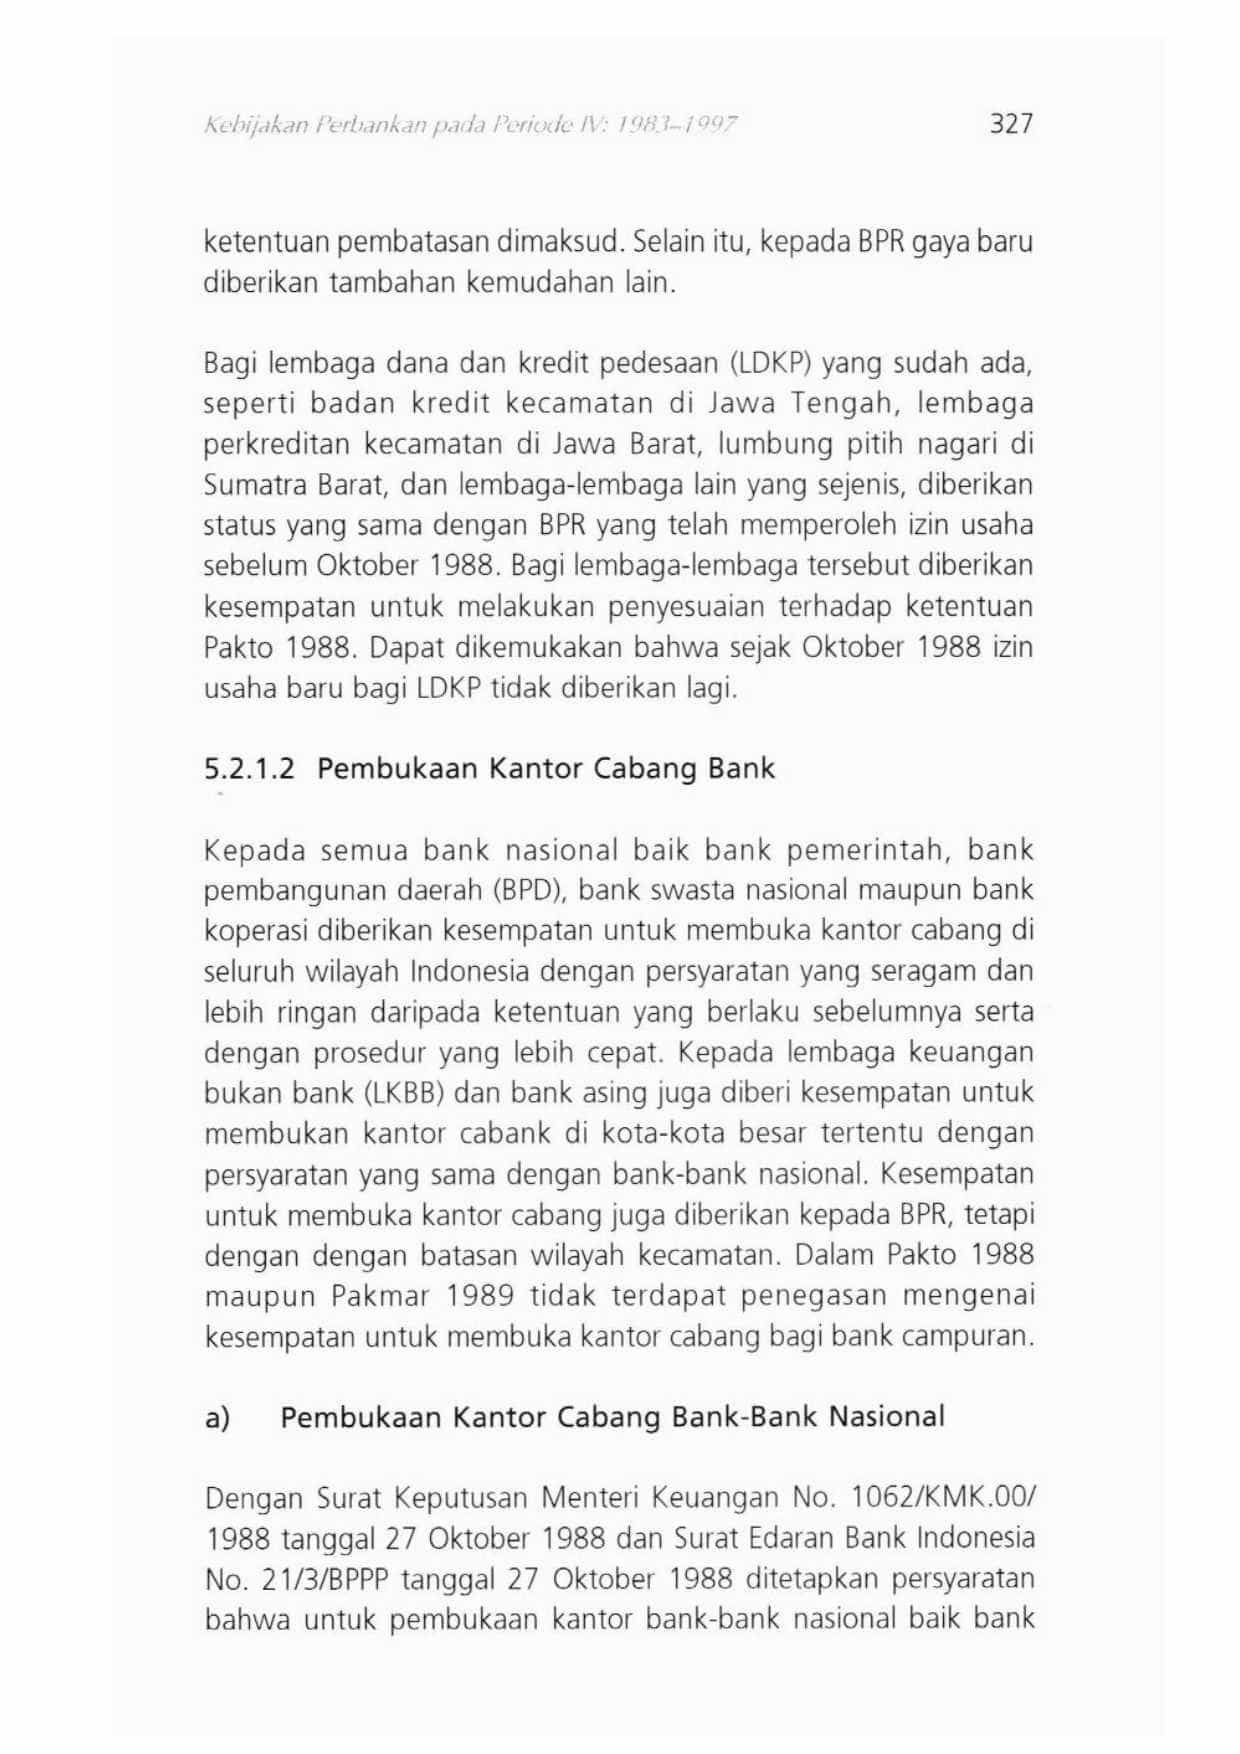 Kebijakan Perbankan pada Periode IV: 1983–1997 327
ketentuan pembatasan dimaksud. Selain itu, kepada BPR gaya baru
diberikan tambahan kemudahan lain.
Bagi lembaga dana dan kredit pedesaan (LDKP) yang sudah ada,
seperti badan kredit kecamatan di Jawa Tengah, lembaga
perkreditan kecamatan di Jawa Barat, lumbung pitih nagari di
Sumatra Barat, dan lembaga-lembaga lain yang sejenis, diberikan
status yang sama dengan BPR yang telah memperoleh izin usaha
sebelum Oktober 1988. Bagi lembaga-lembaga tersebut diberikan
kesempatan untuk melakukan penyesuaian terhadap ketentuan
Pakto 1988. Dapat dikemukakan bahwa sejak Oktober 1988 izin
usaha baru bagi LDKP tidak diberikan lagi.
5.2.1.2 Pembukaan Kantor Cabang Bank
Kepada semua bank nasional baik bank pemerintah, bank
pembangunan daerah (BPD), bank swasta nasional maupun bank
koperasi diberikan kesempatan untuk membuka kantor cabang di
seluruh wilayah Indonesia dengan persyaratan yang seragam dan
lebih ringan daripada ketentuan yang berlaku sebelumnya serta
dengan prosedur yang lebih cepat. Kepada lembaga keuangan
bukan bank (LKBB) dan bank asing juga diberi kesempatan untuk
membukan kantor cabank di kota-kota besar tertentu dengan
persyaratan yang sama dengan bank-bank nasional. Kesempatan
untuk membuka kantor cabang juga diberikan kepada BPR, tetapi
dengan dengan batasan wilayah kecamatan. Dalam Pakto 1988
maupun Pakmar 1989 tidak terdapat penegasan mengenai
kesempatan untuk membuka kantor cabang bagi bank campuran.
a) Pembukaan Kantor Cabang Bank-Bank Nasional
Dengan Surat Keputusan Menteri Keuangan No. 1062/KMK.00/
1988 tanggal 27 Oktober 1988 dan Surat Edaran Bank Indonesia
No. 21/3/BPPP tanggal 27 Oktober 1988 ditetapkan persyaratan
bahwa untuk pembukaan kantor bank-bank nasional baik bank